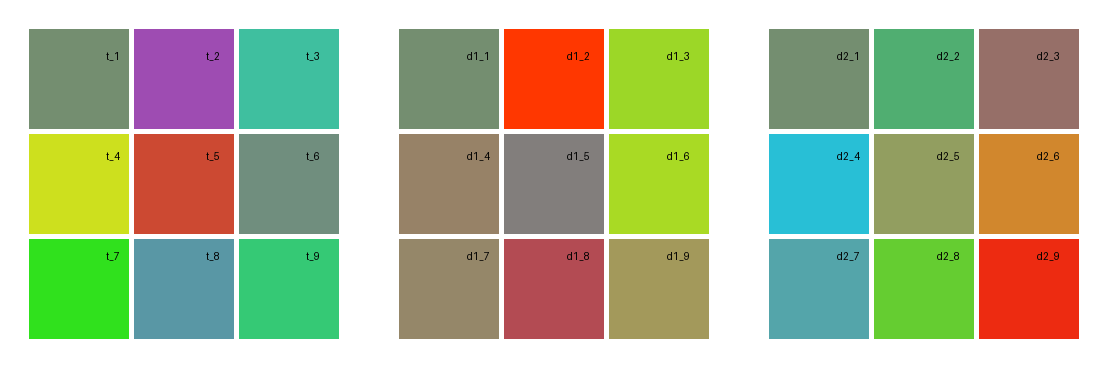 t_1 t_2 t_3 d1_1 d1_2 d1_3 d2_1 d2_2 d2_3
t_4 t_5 t_6 d1_4 d1_5 d1_6 d2_4 d2_5 d2_6
t_7 t_8 t_9 d1_7 d1_8 d1_9 d2_7 d2_8 d2_9